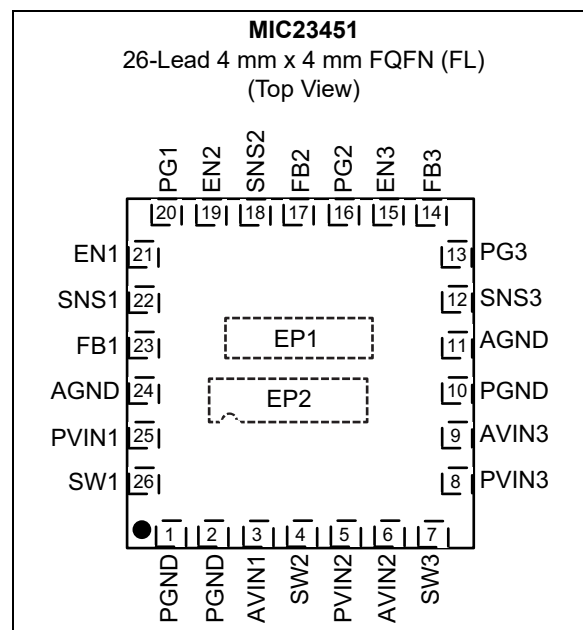 MIC23451
26-Lead 4 mm x 4 mm FQFN (FL)
(Top View)
PG1 EN2 SNS2 FB2 PG2 EN3 FB3
20 19 18 17 16 15 14
EN1 21 13 PG3
SNS1 22 12 SNS3
EP1
FB1 23 11 AGND
AGND 24 10 PGND
EP2
PVIN1 25 9 AVIN3
SW1 26 8 PVIN3
1 2 3 4 5 6 7
PGND PGND AVIN1 SW2 PVIN2 AVIN2 SW3